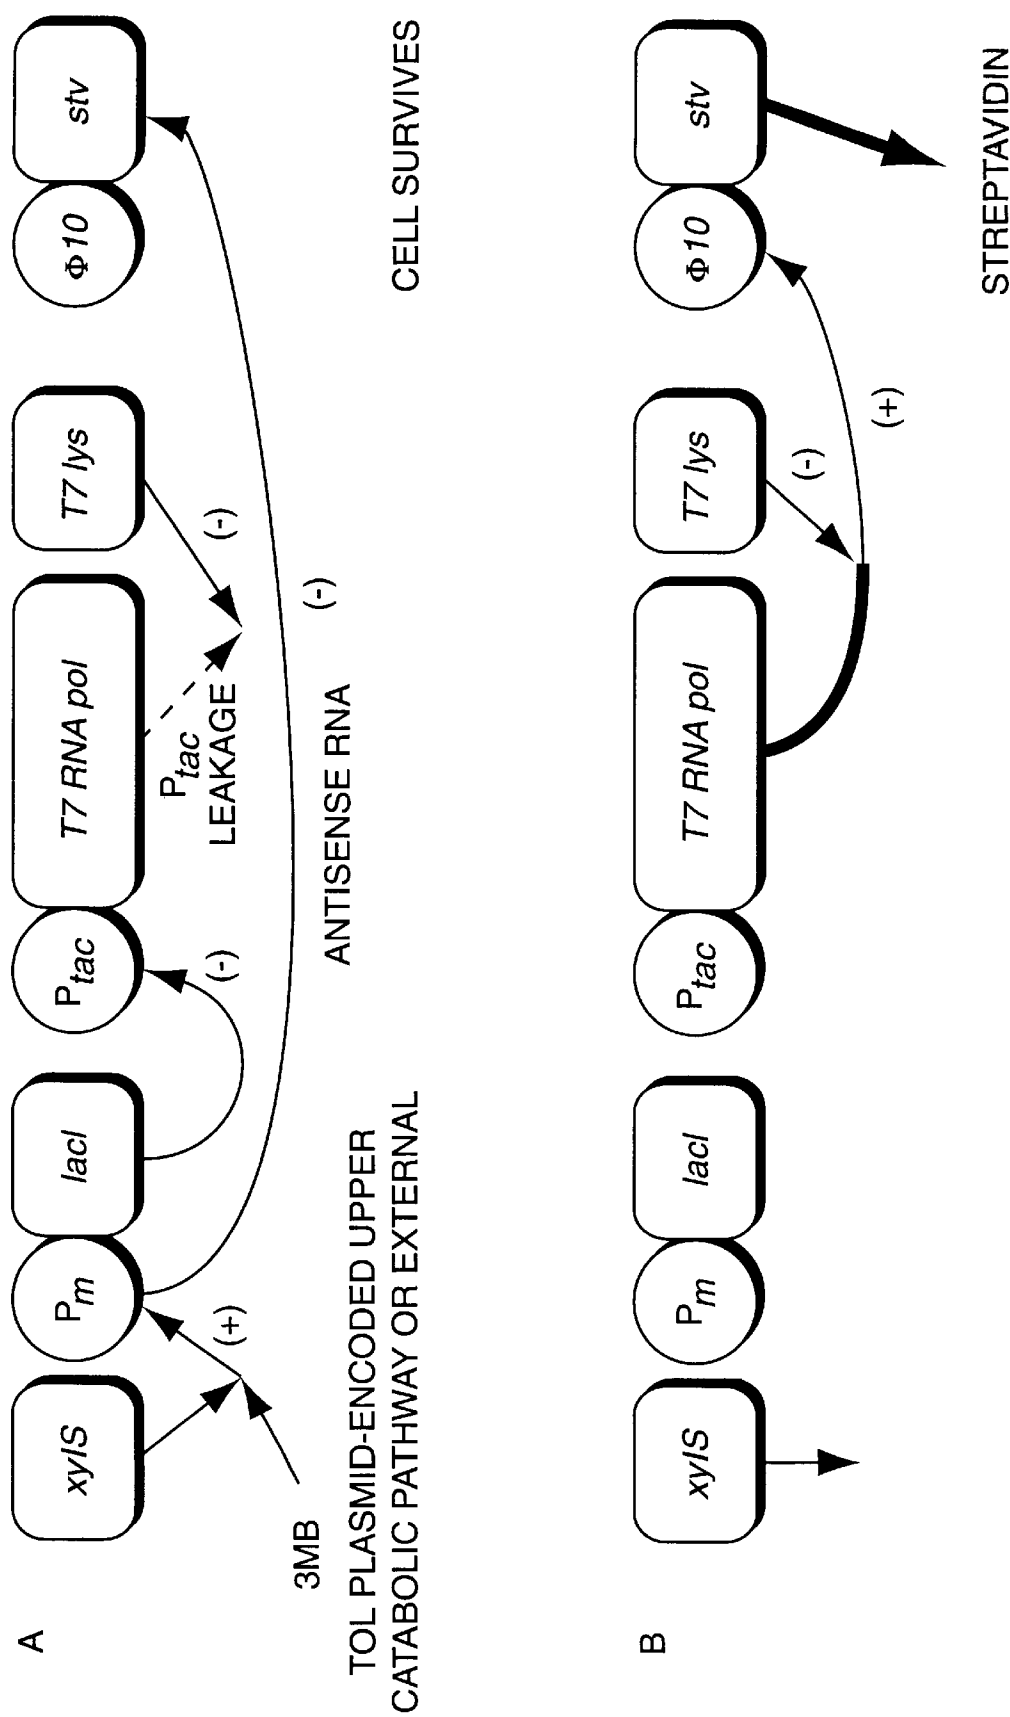 A
xylS
Pm
lacI
Ptac
T7 RNA pol
T7 lys
Φ10
stv
3MB
(+)
(-)
Ptac
LEAKAGE
(-)
(-)
ANTISENSE RNA
TOL PLASMID-ENCODED UPPER
CATABOLIC PATHWAY OR EXTERNAL
CELL SURVIVES
B
xylS
Pm
lacI
Ptac
T7 RNA pol
T7 lys
Φ10
stv
(-)
(+)
STREPTAVIDIN